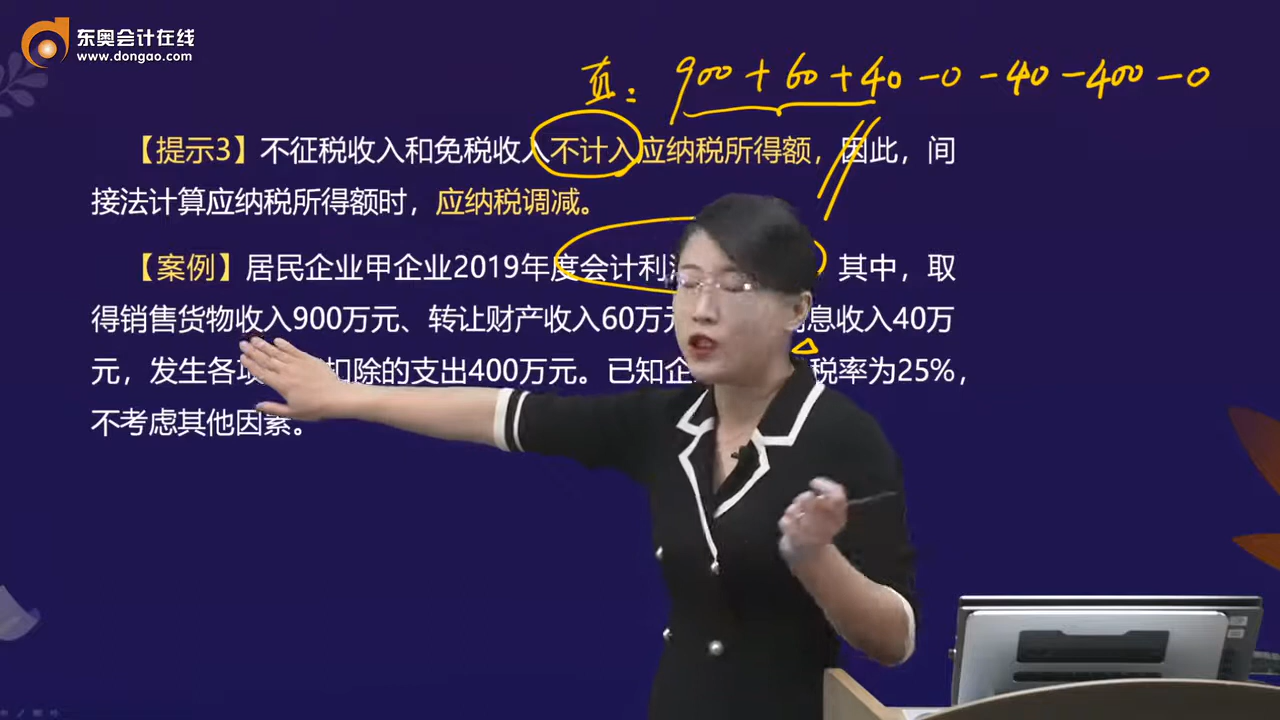 东奥会计在线
www.dongao.com
直: 900+60+40-0-40-400-0
【提示3】不征税收入和免税收入不计入应纳税所得额，因此，间
接法计算应纳税所得额时，应纳税调减。
【案例】居民企业甲企业2019年度会计利 其中，取
得销售货物收入900万元、转让财产收入60万元 息收入40万
元，发生各项 扣除的支出400万元。已知企 税率为25%，
不考虑其他因素。